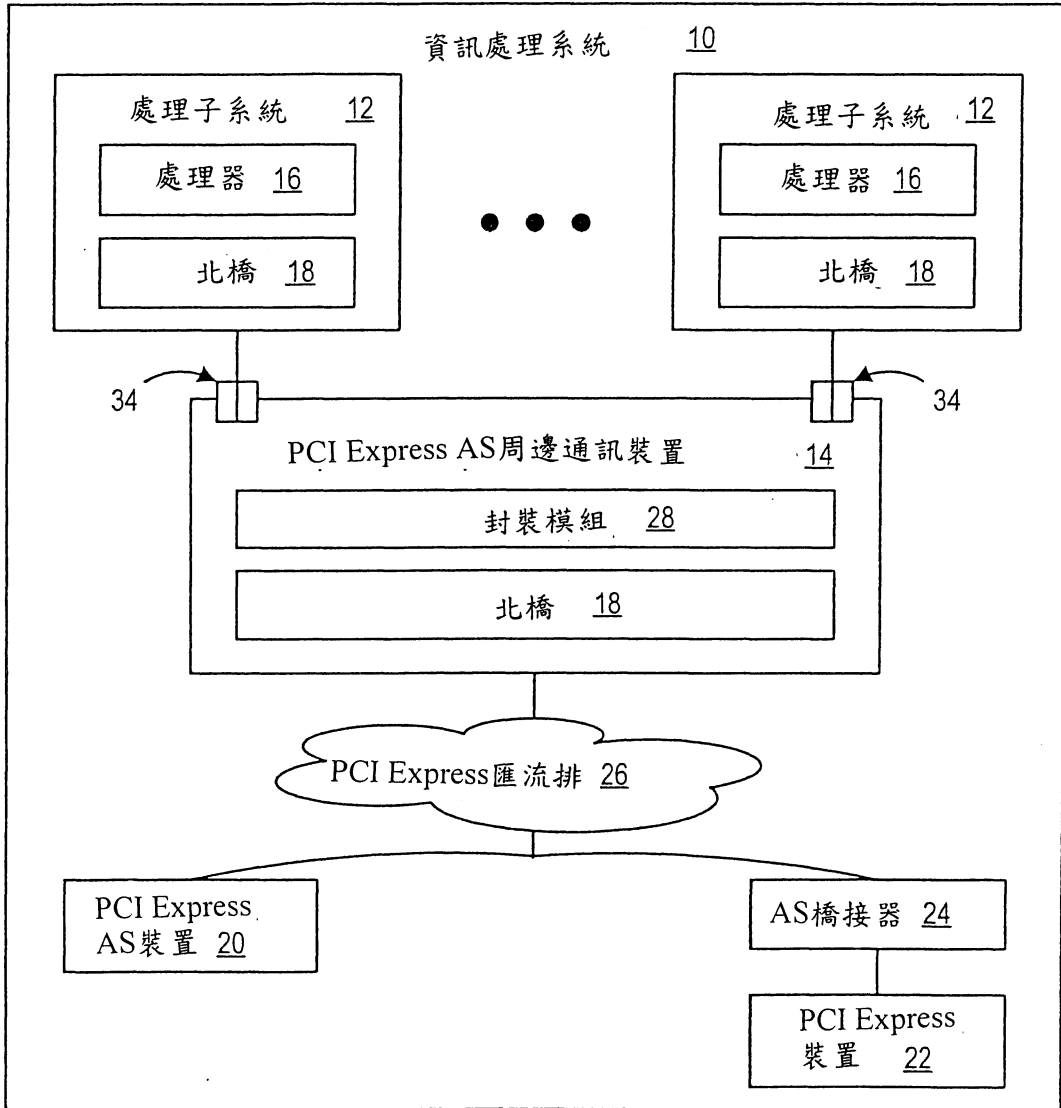 資訊處理系統 10
處理子系統 12
處理器 16
北橋 18
處理子系統 12
處理器 16
北橋 18
34
34
PCI Express AS周邊通訊裝置 14
封裝模組 28
北橋 18
PCI Express匯流排 26
PCI Express
AS裝置 20
AS橋接器 24
PCI Express
裝置 22